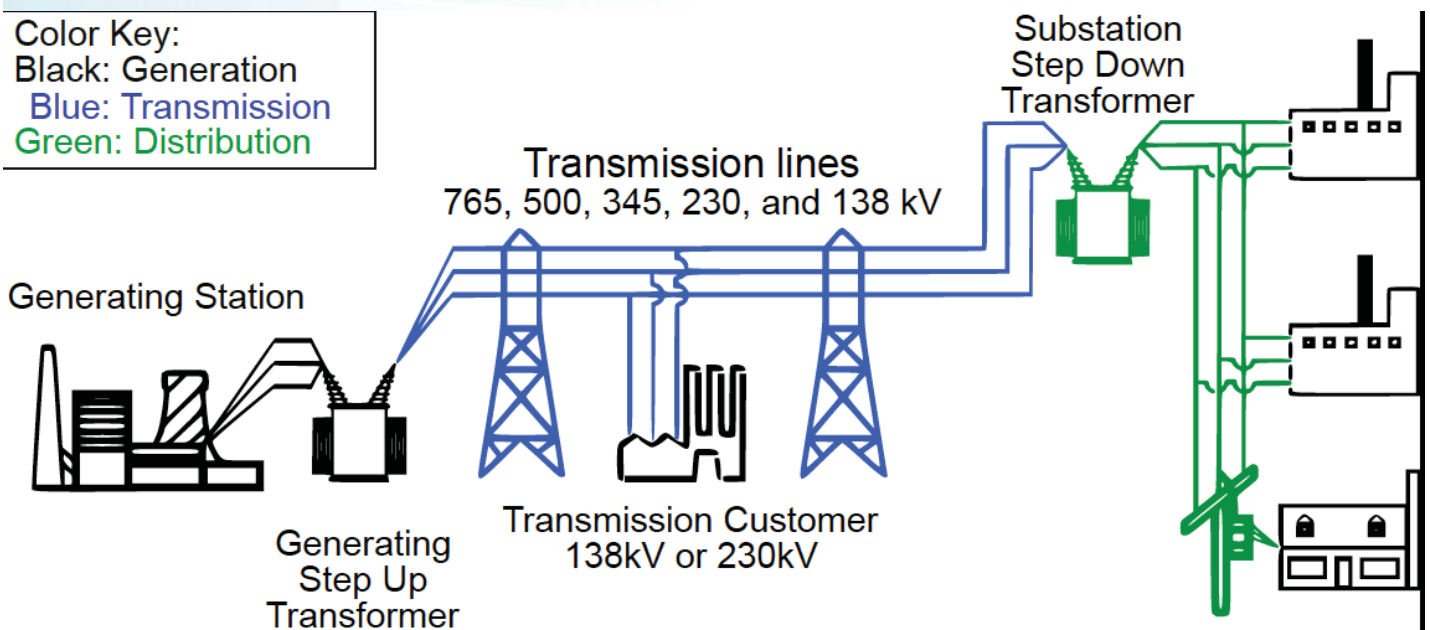 Color Key:
Black: Generation
Blue: Transmission
Green: Distribution
Substation
Step Down
Transformer
Transmission lines
765, 500, 345, 230, and 138 kV
Generating Station
Transmission Customer
138kV or 230kV
Generating
Step Up
Transformer